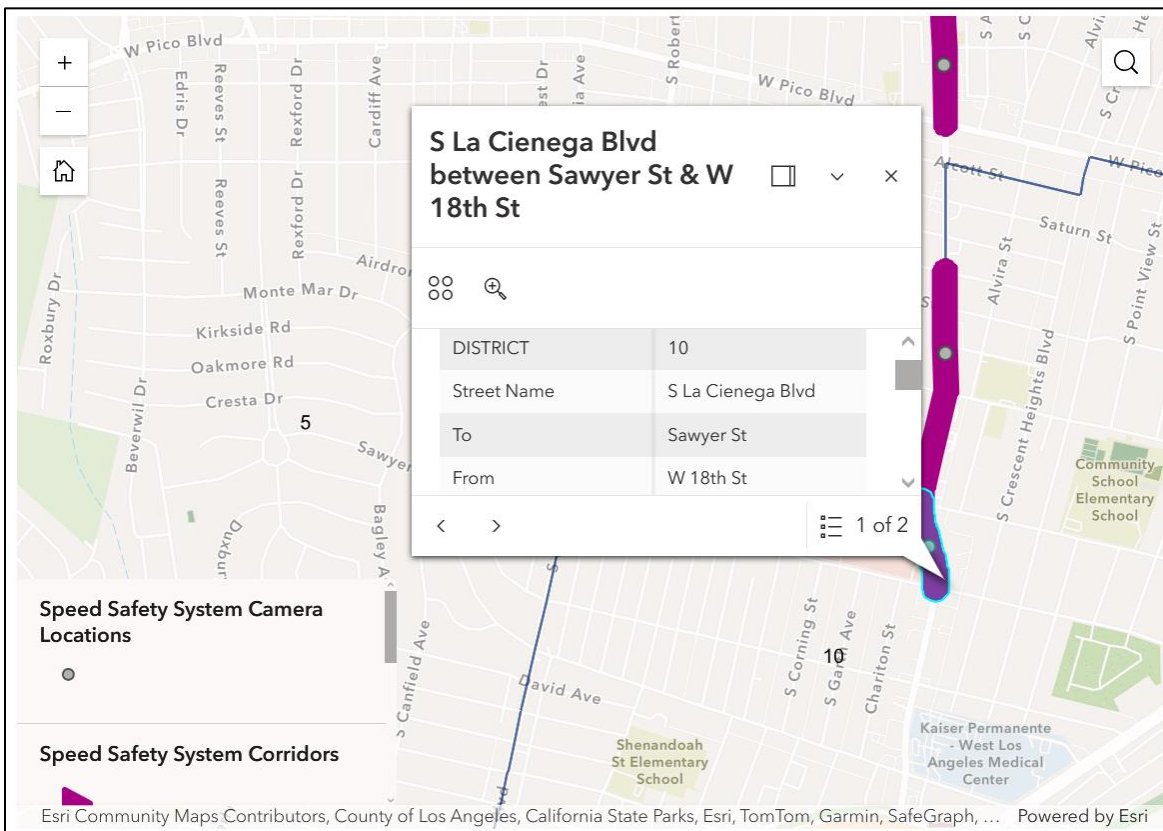 W Pico Blvd
Edris Dr
Reeves St
Reeves St
Rexford Dr
Rexford Dr
Cardiff Ave
S Robert
W Pico Blvd
Alcott St
W Pico
Saturn St
Alvira St
S Point View St
S Crescent Heights Blvd
Roxbury Dr
Airdro
Monte Mar Dr
Kirkside Rd
Oakmore Rd
Cresta Dr
Beverwil Dr
5
Sawyer
S La Cienega Blvd
between Sawyer St & W
18th St
DISTRICT 10
Street Name S La Cienega Blvd
To Sawyer St
From W 18th St
1 of 2
Community
School
Elementary
School
Duxbur
Bagley A
Speed Safety System Camera
Locations
Speed Safety System Corridors
S Canfield Ave
David Ave
S Corning St
10
Chariton St
Shenandoah
St Elementary
School
Kaiser Permanente
- West Los
Angeles Medical
Center
Esri Community Maps Contributors, County of Los Angeles, California State Parks, Esri, TomTom, Garmin, SafeGraph, ... Powered by Esri